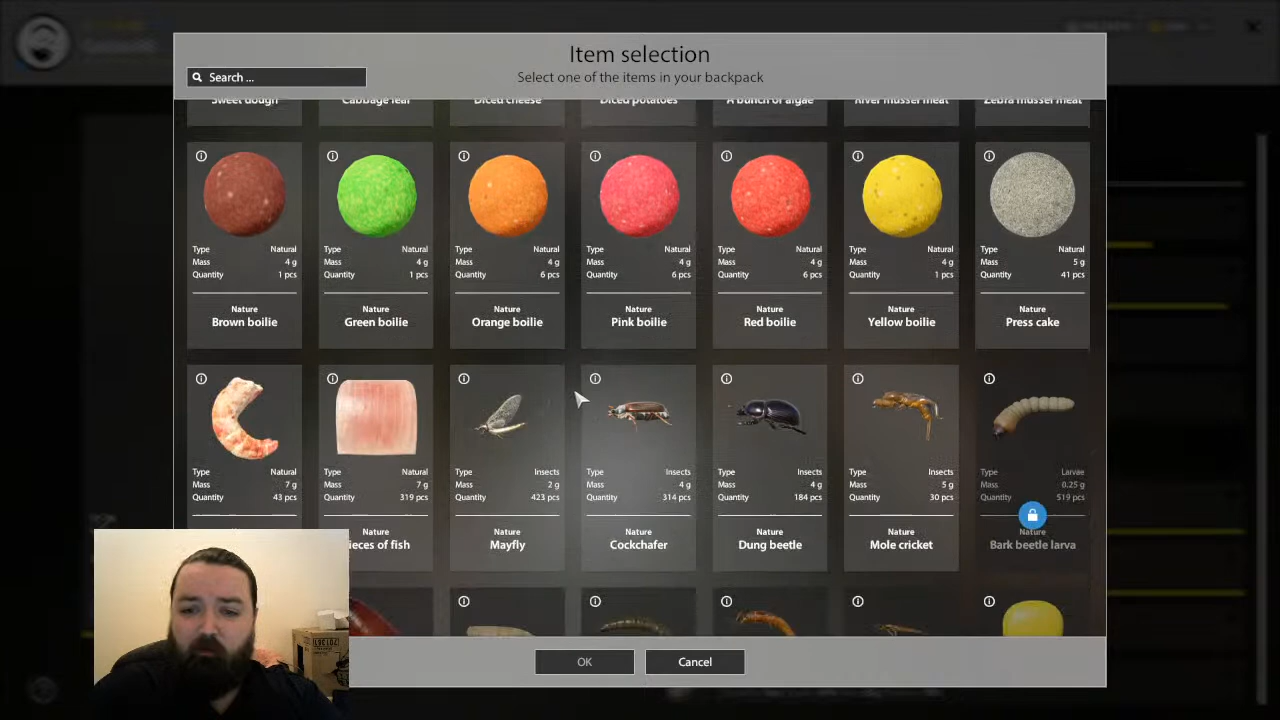 Item selection
Search ...
Select one of the items in your backpack
Sweet dough Cabbage leaf Diced cheese Diced potatoes A bunch of algae River mussel meat Zebra mussel meat
Type Natural Type Natural Type Natural Type Natural Type Natural Type Natural Type Natural
Mass 4 g Mass 4 g Mass 4 g Mass 4 g Mass 4 g Mass 4 g Mass 5 g
Quantity 1 pcs Quantity 1 pcs Quantity 6 pcs Quantity 6 pcs Quantity 6 pcs Quantity 1 pcs Quantity 41 pcs
Nature Nature Nature Nature Nature Nature Nature
Brown boilie Green boilie Orange boilie Pink boilie Red boilie Yellow boilie Press cake
Type Natural Type Natural Type Insects Type Insects Type Insects Type Insects Type Larvae
Mass 7 g Mass 7 g Mass 2 g Mass 4 g Mass 4 g Mass 5 g Mass 0.25 g
Quantity 43 pcs Quantity 319 pcs Quantity 423 pcs Quantity 314 pcs Quantity 184 pcs Quantity 30 pcs Quantity 519 pcs
Nature Nature Nature Nature Nature Nature
ieces of fish Mayfly Cockchafer Dung beetle Mole cricket Bark beetle larva
OK Cancel